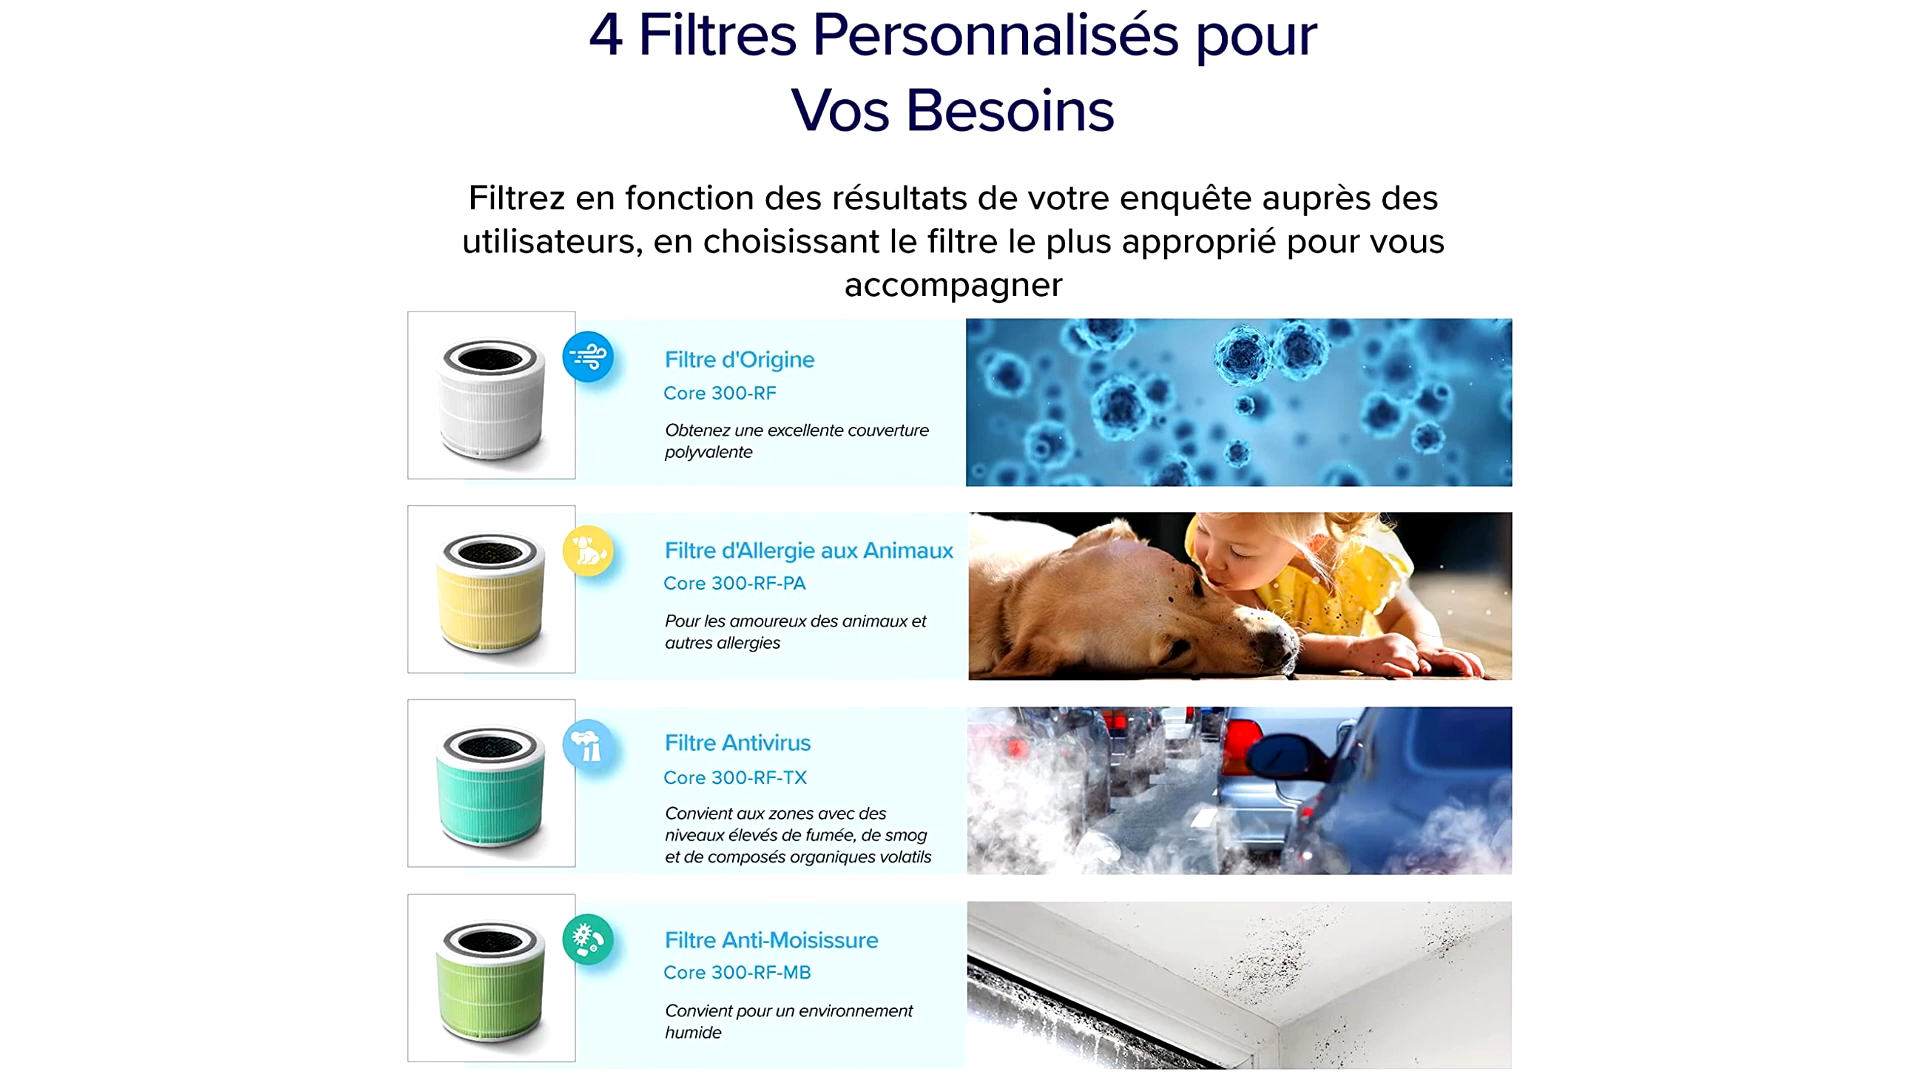 4 Filtres Personnalisés pour
Vos Besoins
Filtrez en fonction des résultats de votre enquête auprès des
utilisateurs, en choisissant le filtre le plus approprié pour vous
accompagner
Filtre d'Origine
Core 300-RF
Obtenez une excellente couverture
polyvalente
Filtre d'Allergie aux Animaux
Core 300-RF-PA
Pour les amoureux des animaux et
autres allergies
Filtre Antivirus
Core 300-RF-TX
Convient aux zones avec des
niveaux élevés de fumée, de smog
et de composés organiques volatils
Filtre Anti-Moisissure
Core 300-RF-MB
Convient pour un environnement
humide